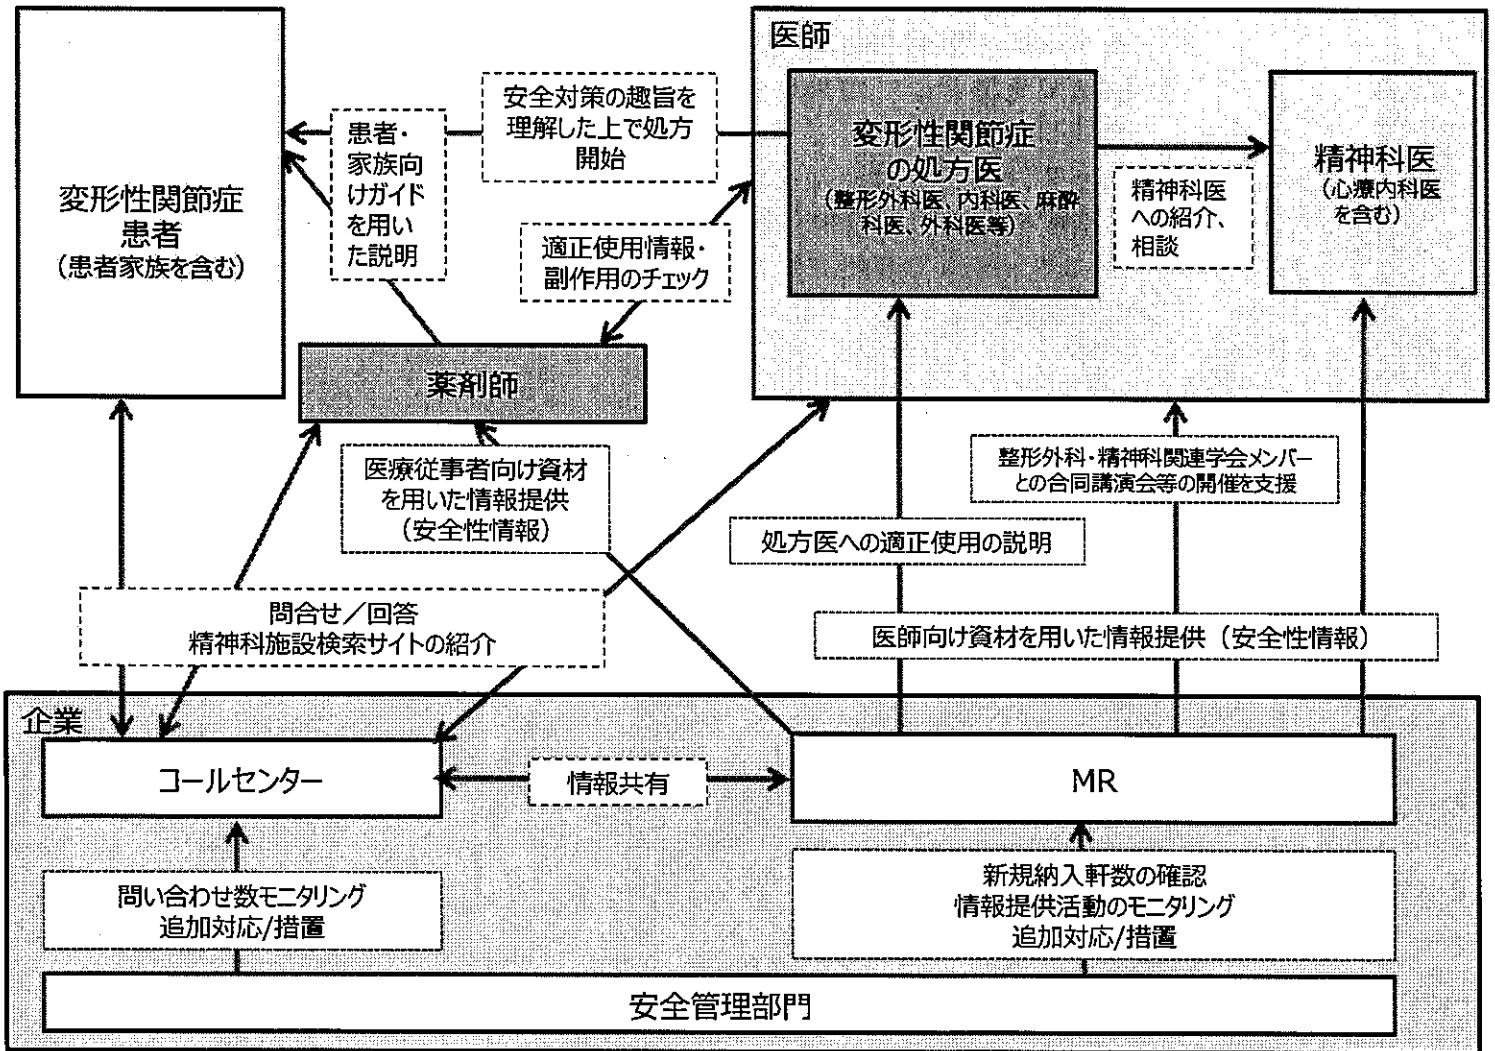 医師
変形性関節症
患者
（患者家族を含む）
患者・
家族向
けガイド
を用い
た説明
安全対策の趣旨を
理解した上で処方
開始
適正使用情報・
副作用のチェック
変形性関節症
の処方医
（整形外科医、内科医、麻酔
科医、外科医等）
精神科医
への紹介、
相談
精神科医
（心療内科医
を含む）
薬剤師
医療従事者向け資材
を用いた情報提供
（安全性情報）
整形外科・精神科関連学会メンバー
との合同講演会等の開催を支援
処方医への適正使用の説明
問合せ／回答
精神科施設検索サイトの紹介
医師向け資材を用いた情報提供（安全性情報）
企業
コールセンター
情報共有
MR
問い合わせ数モニタリング
追加対応/措置
新規納入軒数の確認
情報提供活動のモニタリング
追加対応/措置
安全管理部門